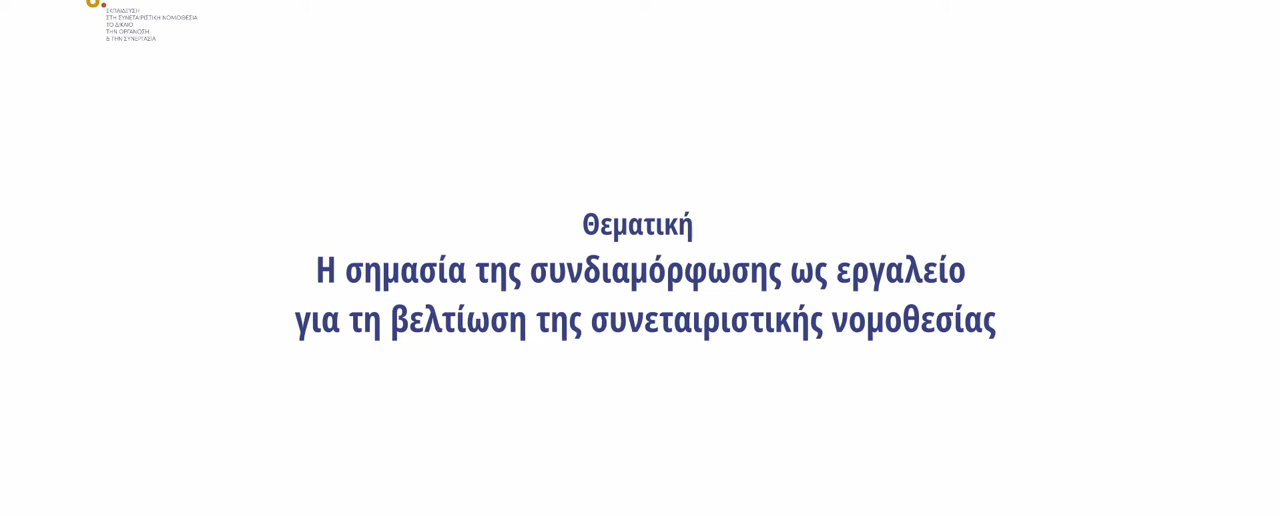 ΕΚΠΑΙΔΕΥΣΗ
ΣΤΗ ΣΥΝΕΤΑΙΡΙΣΤΙΚΗ ΝΟΜΟΘΕΣΙΑ
ΤΟ ΔΙΚΑΙΟ
ΤΗΝ ΟΡΓΑΝΩΣΗ
& ΤΗΝ ΣΥΝΕΡΓΑΣΙΑ
Θεματική
Η σημασία της συνδιαμόρφωσης ως εργαλείο
για τη βελτίωση της συνεταιριστικής νομοθεσίας